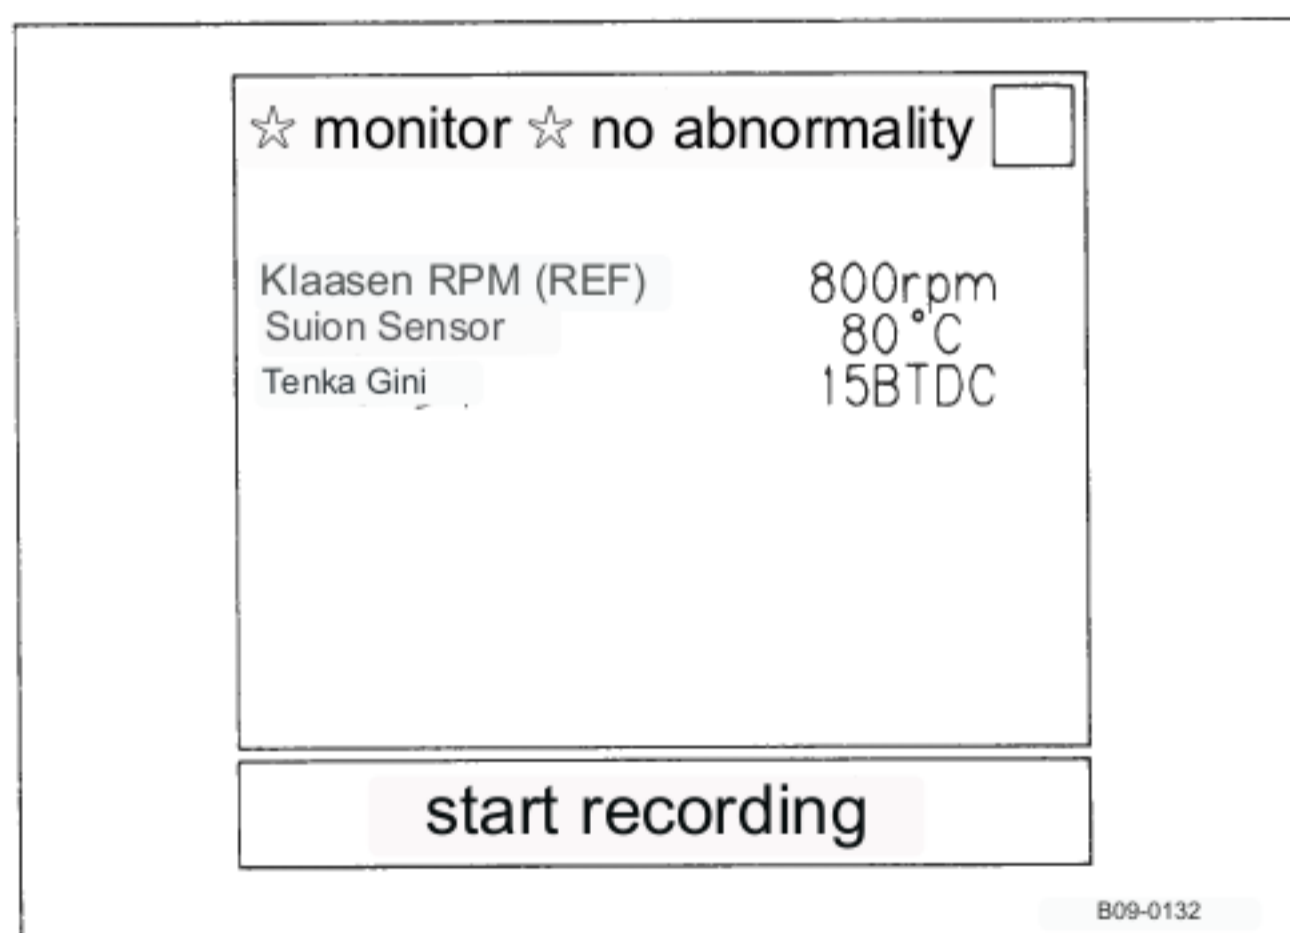 ☆ monitor ☆ no abnormality
Klaasen RPM (REF) 800rpm
Suion Sensor 80°C
Tenka Gini 15BTDC
start recording
B09-0132